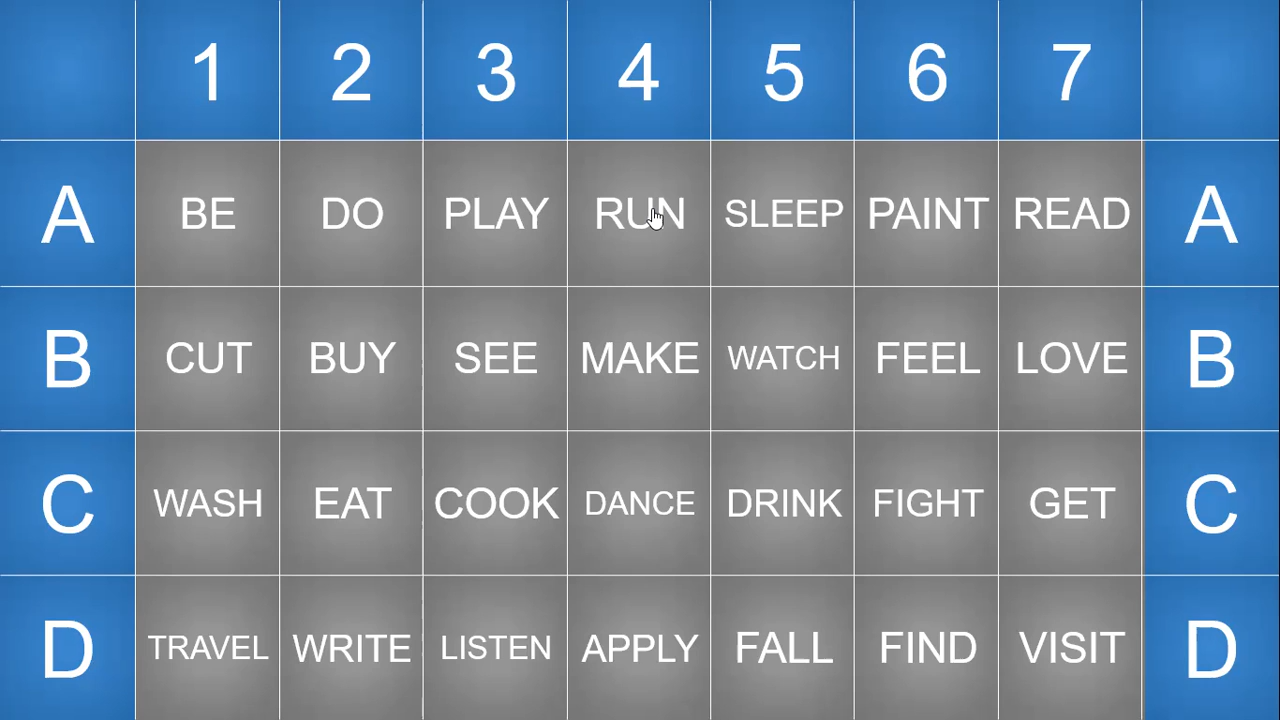 1 2 3 4 5 6 7
A BE DO PLAY RUN SLEEP PAINT READ A
B CUT BUY SEE MAKE WATCH FEEL LOVE B
C WASH EAT COOK DANCE DRINK FIGHT GET C
D TRAVEL WRITE LISTEN APPLY FALL FIND VISIT D